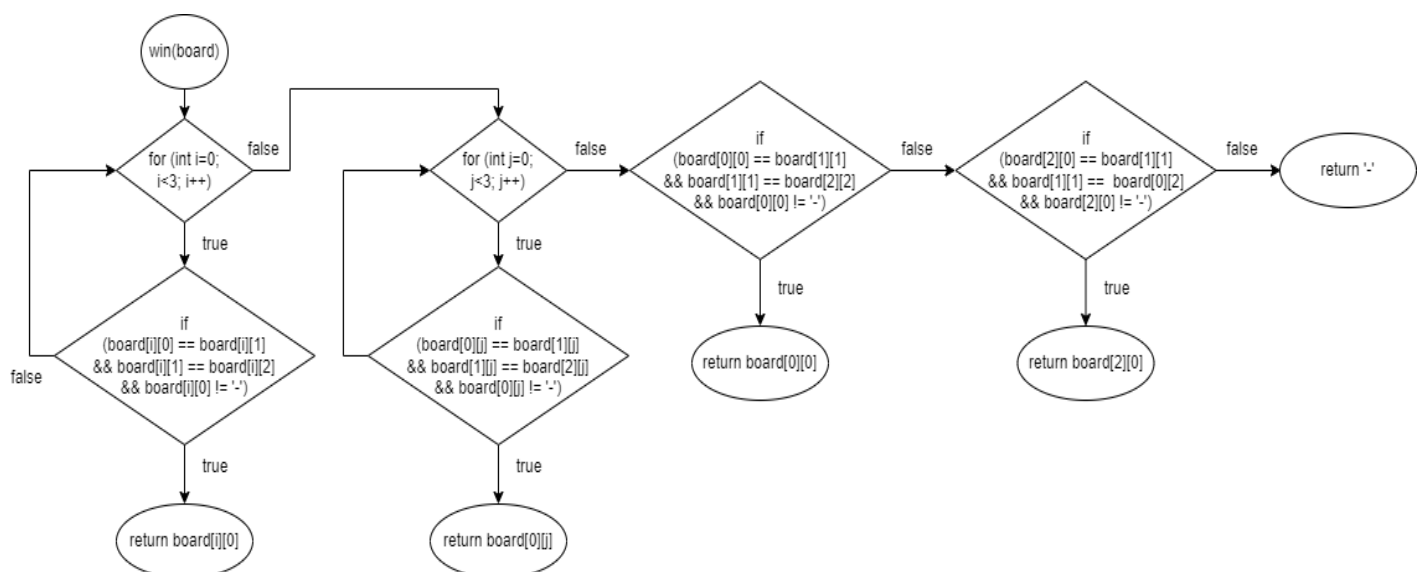 win(board)
for (int i=0;
i<3; i++)
false
true
if
(board[i][0] == board[i][1]
&& board[i][1] == board[i][2]
&& board[i][0] != '-')
false
true
return board[i][0]
for (int j=0;
j<3; j++)
false
true
if
(board[0][j] == board[1][j]
&& board[1][j] == board[2][j]
&& board[0][j] != '-')
true
return board[0][j]
if
(board[0][0] == board[1][1]
&& board[1][1] == board[2][2]
&& board[0][0] != '-')
false
true
return board[0][0]
if
(board[2][0] == board[1][1]
&& board[1][1] ==  board[0][2]
&& board[2][0] != '-')
false
true
return board[2][0]
return '-'